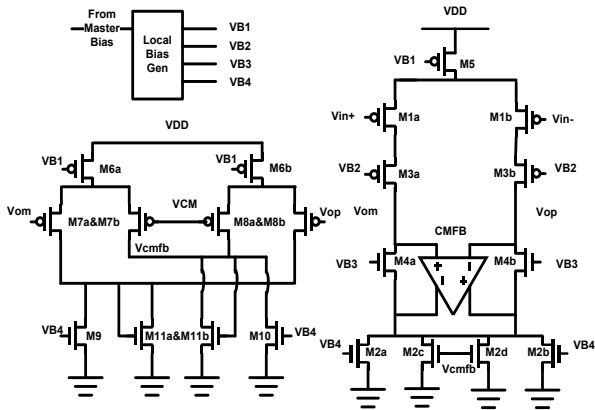 From
Master
Bias
Local
Bias
Gen
VB1
VB2
VB3
VB4
VDD
VB1
M6a
VB1
M6b
Vom
M7a&M7b
VCM
M8a&M8b
Vop
Vcmfb
VB4
M9
M11a&M11b
M10
VB4
VDD
VB1
M5
Vin+
M1a
M1b
Vin-
VB2
M3a
M3b
VB2
Vom
Vop
CMFB
+
-
-
+
VB3
M4a
M4b
VB3
VB4
M2a
M2c
Vcmfb
M2d
M2b
VB4